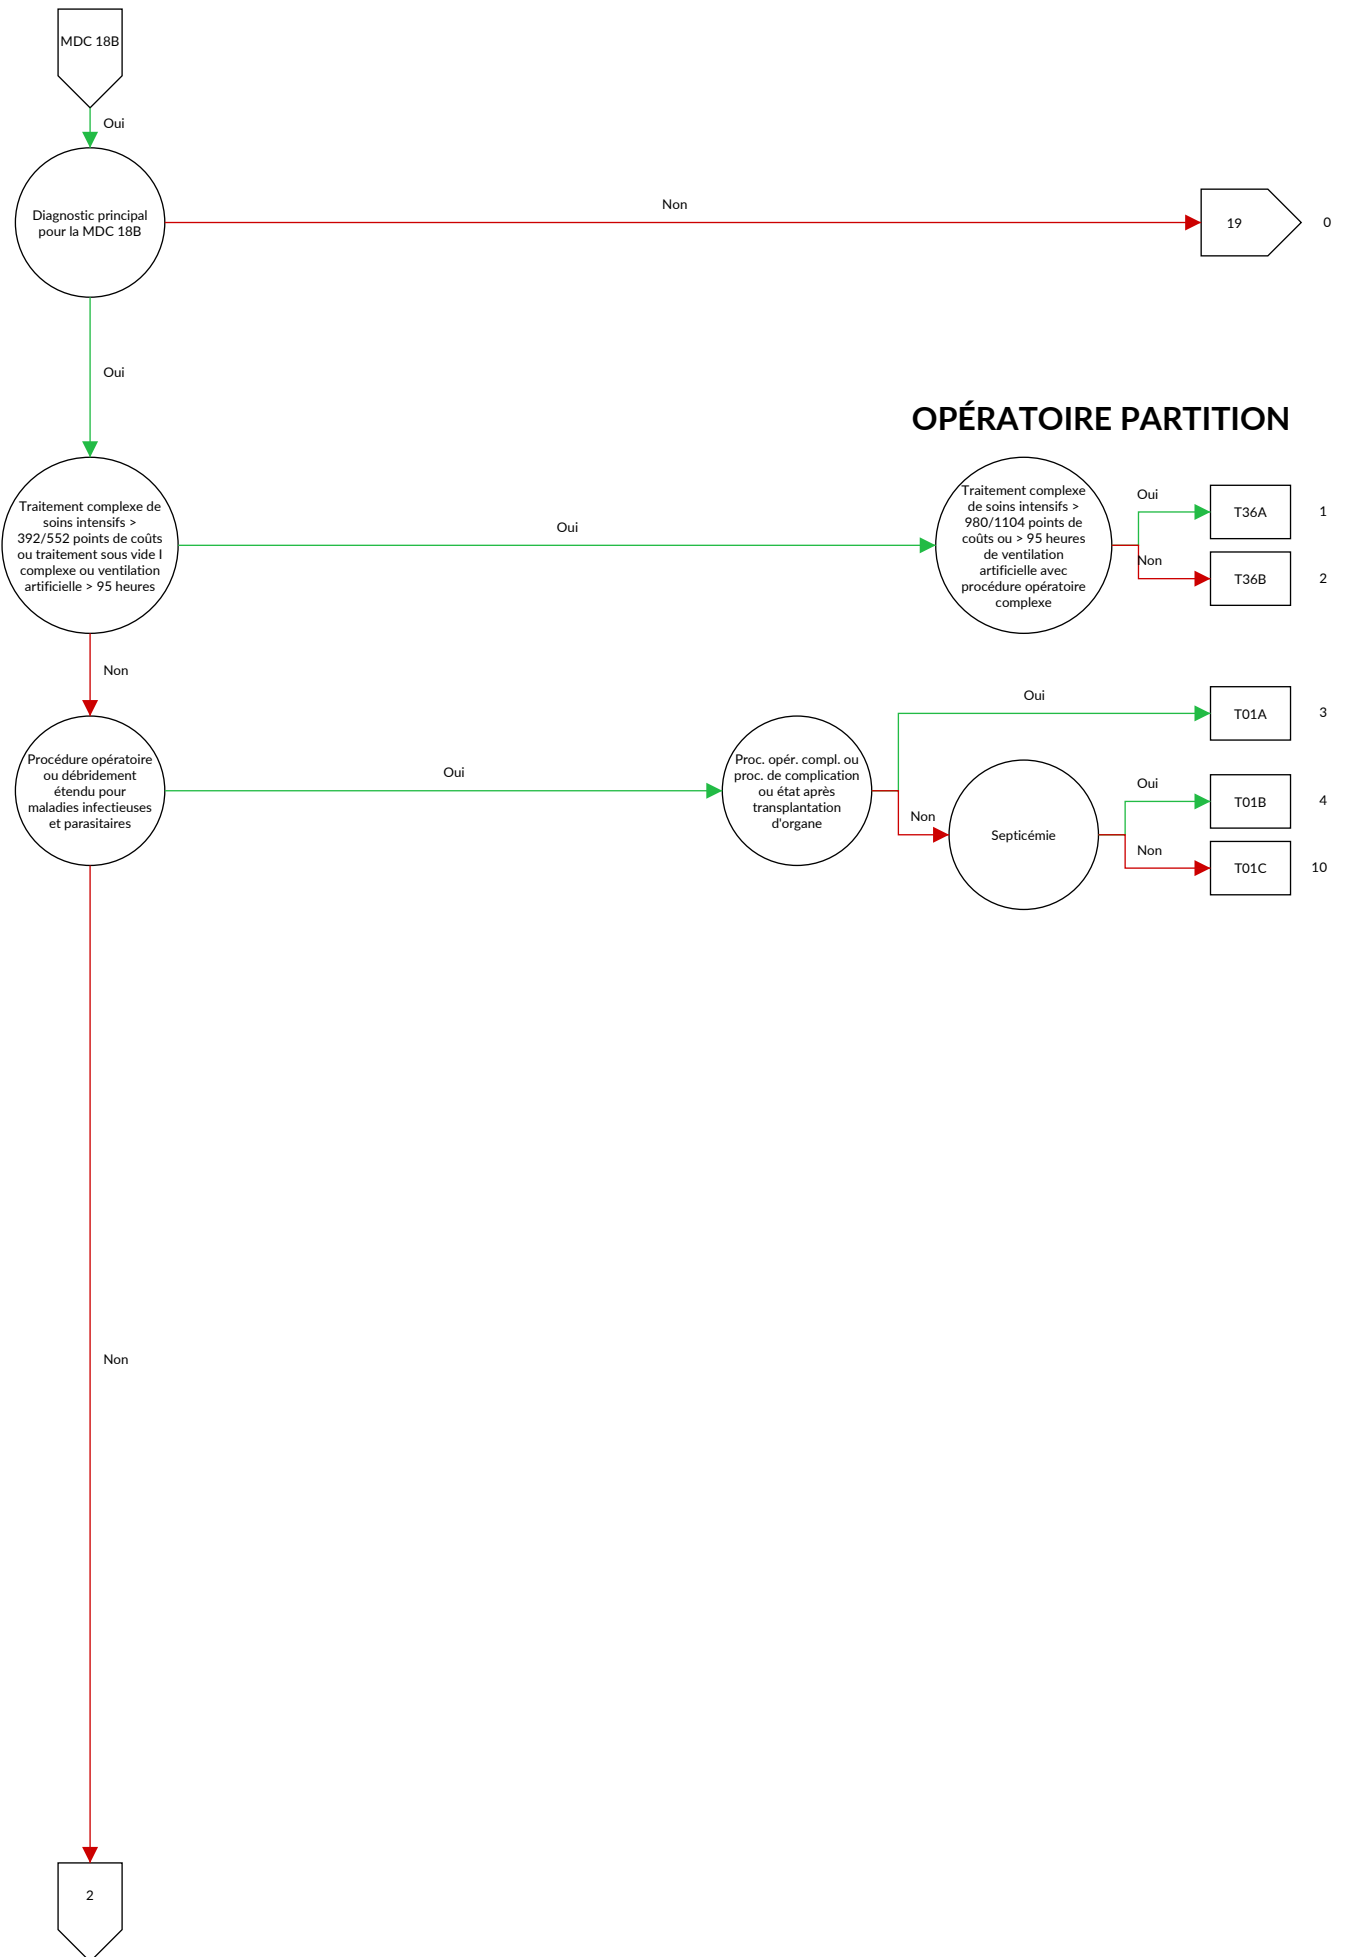 MDC 18B
Oui
Diagnostic principal
pour la MDC 18B
Non
19
0
Oui
OPÉRATOIRE PARTITION
Traitement complexe de
soins intensifs >
392/552 points de coûts
ou traitement sous vide I
complexe ou ventilation
artificielle > 95 heures
Oui
Traitement complexe
de soins intensifs >
980/1104 points de
coûts ou > 95 heures
de ventilation
artificielle avec
procédure opératoire
complexe
Oui
T36A
1
Non
T36B
2
Non
Procédure opératoire
ou débridement
étendu pour
maladies infectieuses
et parasitaires
Oui
Proc. opér. compl. ou
proc. de complication
ou état après
transplantation
d'organe
Oui
T01A
3
Non
Septicémie
Oui
T01B
4
Non
T01C
10
Non
2